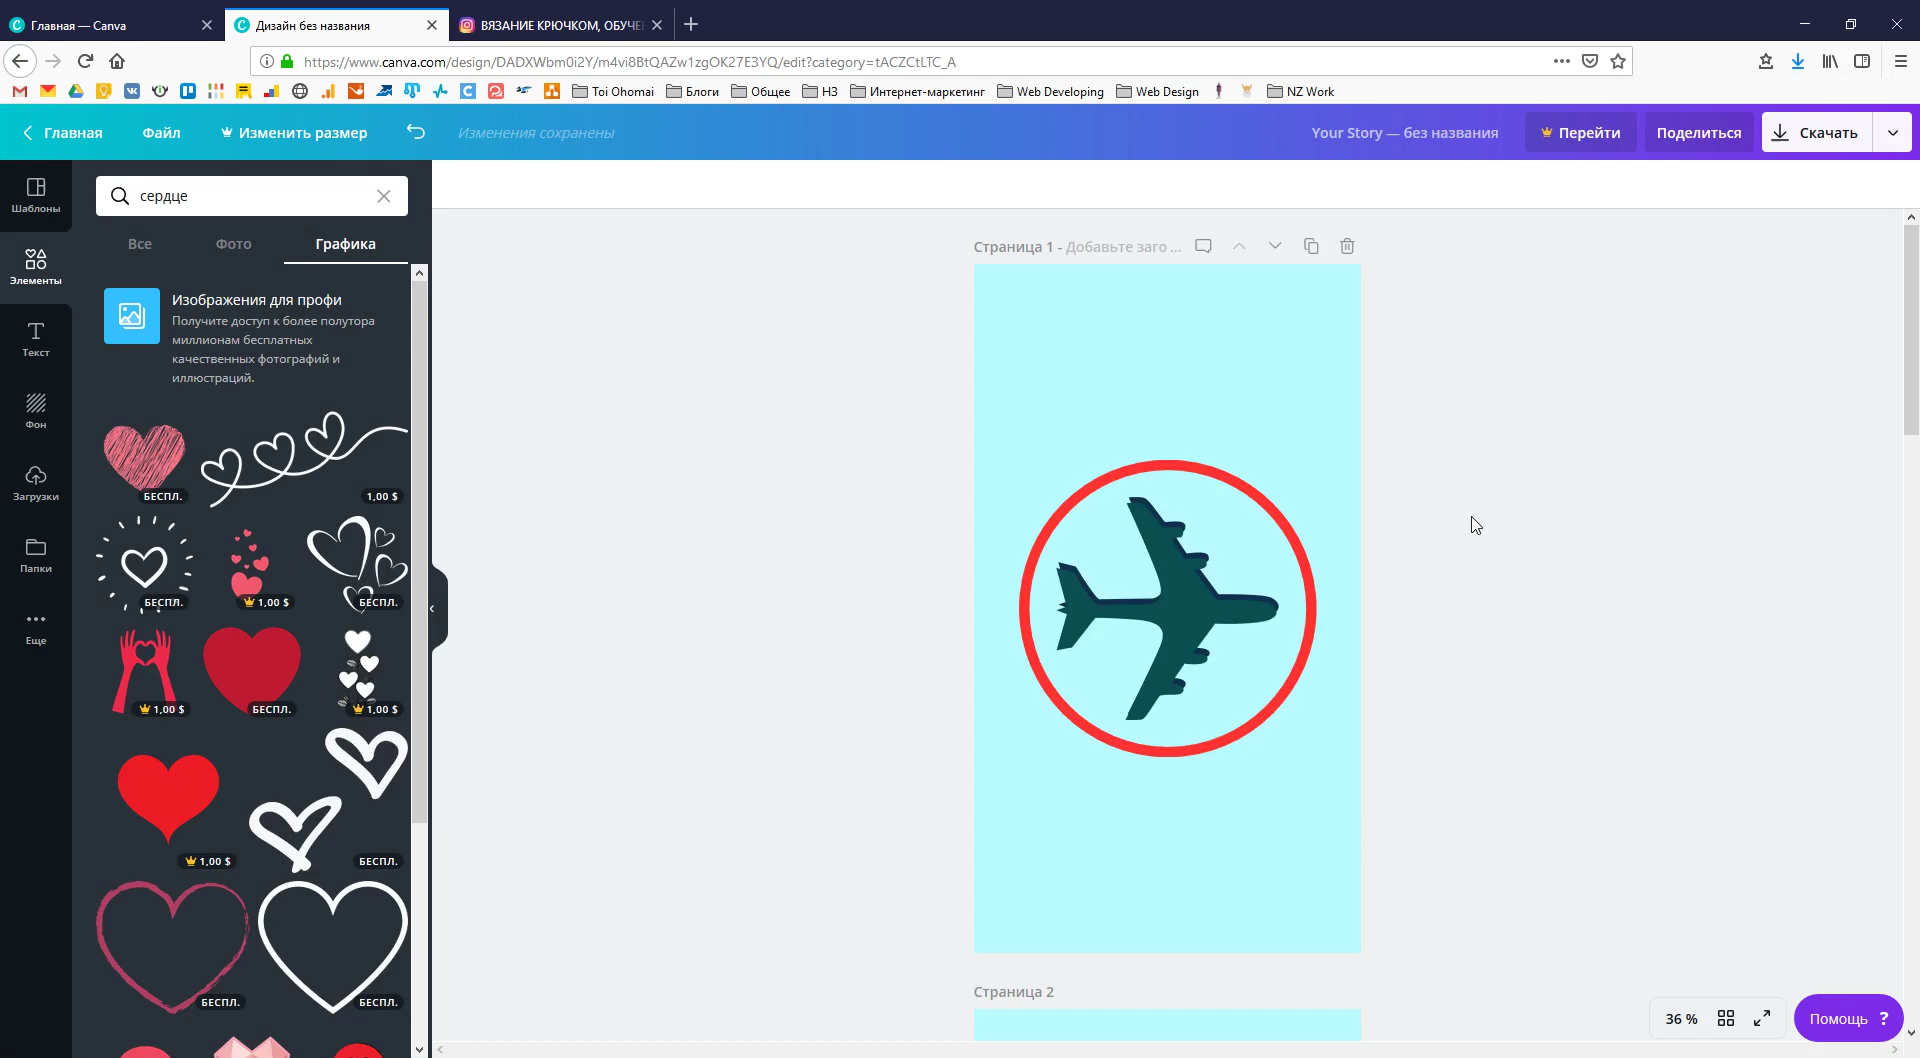 Главная — Canva
Дизайн без названия
ВЯЗАНИЕ КРЮЧКОМ, ОБУЧЕ
https://www.canva.com/design/DADXWbm0i2Y/m4vi8BtQAZw1zgOK27E3YQ/edit?category=tACZCtLTC_A
Toi Ohomai
Блоги
Общее
НЗ
Интернет-маркетинг
Web Developing
Web Design
NZ Work
Главная
Файл
Изменить размер
Изменения сохранены
Your Story — без названия
Перейти
Поделиться
Скачать
Шаблоны
Элементы
Текст
Фон
Загрузки
Папки
Еще
сердце
Все
Фото
Графика
Изображения для профи
Получите доступ к более полутора
миллионам бесплатных
качественных фотографий и
иллюстраций.
БЕСПЛ.
1,00 $
БЕСПЛ.
1,00 $
БЕСПЛ.
1,00 $
БЕСПЛ.
1,00 $
1,00 $
БЕСПЛ.
БЕСПЛ.
БЕСПЛ.
Страница 1 - Добавьте заго ...
Страница 2
36 %
Помощь ?